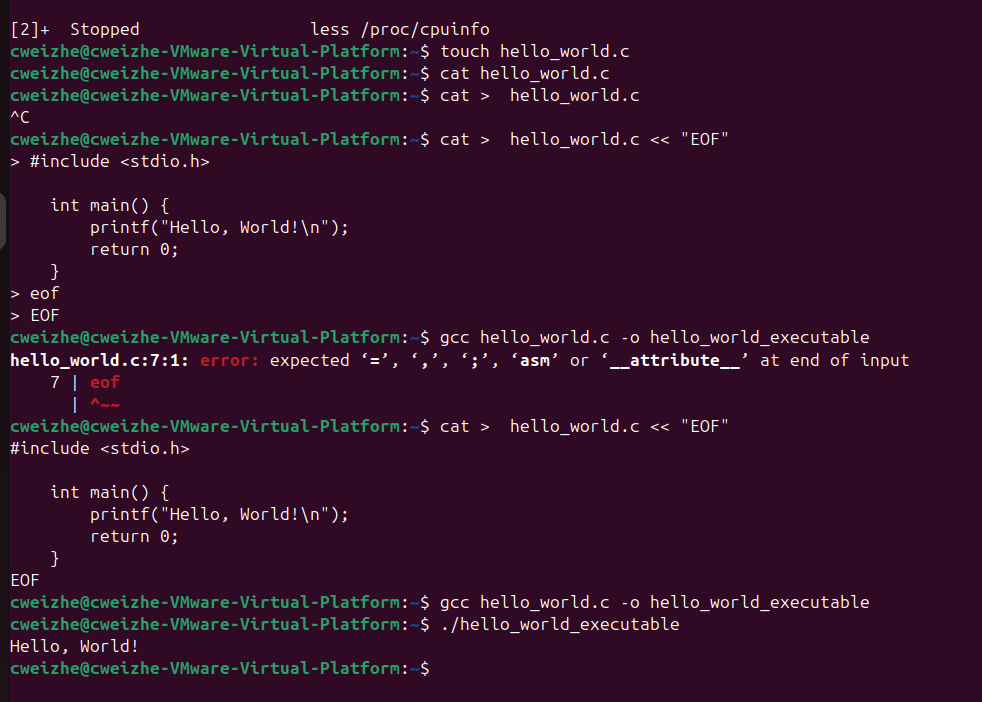 [2]+  Stopped                 less /proc/cpuinfo
cweizhe@cweizhe-VMware-Virtual-Platform:~$ touch hello_world.c
cweizhe@cweizhe-VMware-Virtual-Platform:~$ cat hello_world.c
cweizhe@cweizhe-VMware-Virtual-Platform:~$ cat >  hello_world.c
^C
cweizhe@cweizhe-VMware-Virtual-Platform:~$ cat >  hello_world.c << "EOF"
> #include <stdio.h>

    int main() {
        printf("Hello, World!\n");
        return 0;
    }
> eof
> EOF
cweizhe@cweizhe-VMware-Virtual-Platform:~$ gcc hello_world.c -o hello_world_executable
hello_world.c:7:1: error: expected ‘=’, ‘,’, ‘;’, ‘asm’ or ‘__attribute__’ at end of input
    7 | eof
      | ^~~
cweizhe@cweizhe-VMware-Virtual-Platform:~$ cat >  hello_world.c << "EOF"
#include <stdio.h>

    int main() {
        printf("Hello, World!\n");
        return 0;
    }
EOF
cweizhe@cweizhe-VMware-Virtual-Platform:~$ gcc hello_world.c -o hello_world_executable
cweizhe@cweizhe-VMware-Virtual-Platform:~$ ./hello_world_executable
Hello, World!
cweizhe@cweizhe-VMware-Virtual-Platform:~$